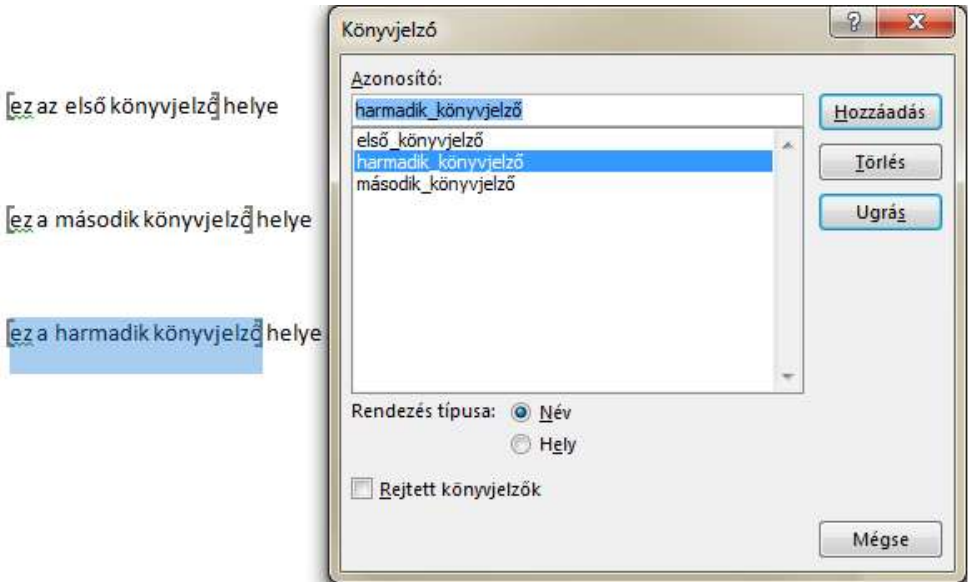 [ez az első könyvjelző] helye
[ez a második könyvjelző] helye
[ez a harmadik könyvjelző] helye
Könyvjelző
?
Azonosító:
harmadik_könyvjelző
Hozzáadás
első_könyvjelző
harmadik_könyvjelző
második_könyvjelző
Törlés
Ugrás
Rendezés típusa:
Név
Hely
Rejtett könyvjelzők
Mégse